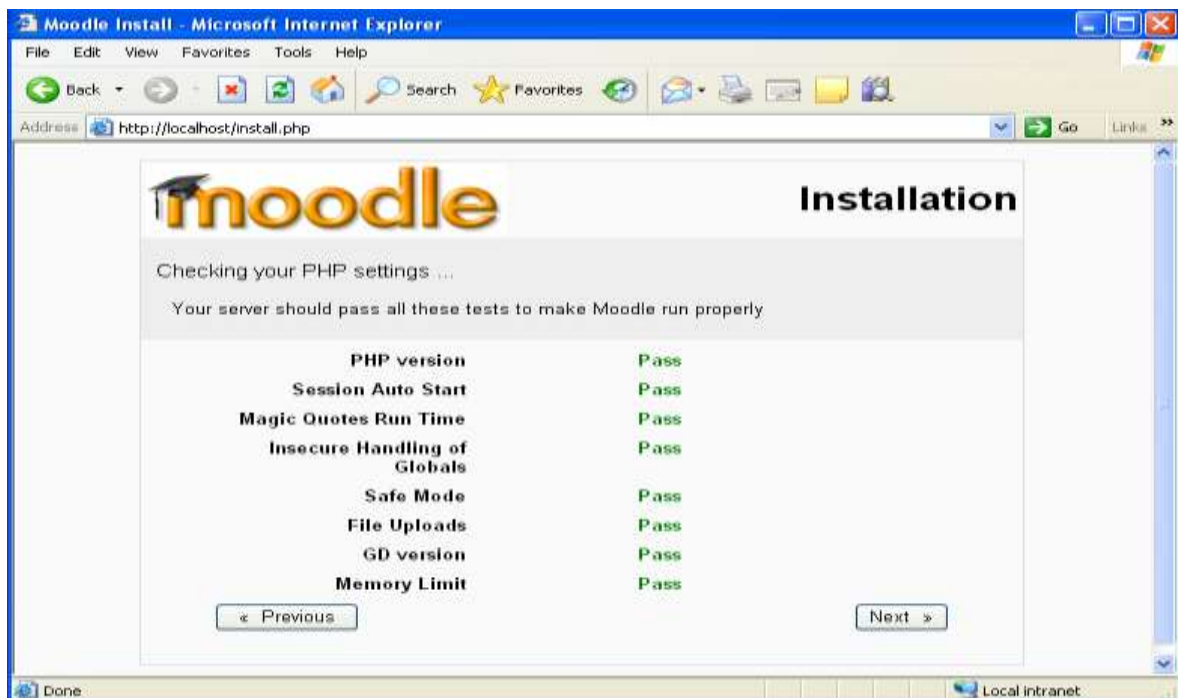 Moodle Install - Microsoft Internet Explorer
File Edit View Favorites Tools Help
Back Search Favorites
Address http://localhost/install.php Go Links »
moodle
Installation
Checking your PHP settings ...
Your server should pass all these tests to make Moodle run properly
PHP version Pass
Session Auto Start Pass
Magic Quotes Run Time Pass
Insecure Handling of Pass
Globals
Safe Mode Pass
File Uploads Pass
GD version Pass
Memory Limit Pass
« Previous Next »
Done Local intranet